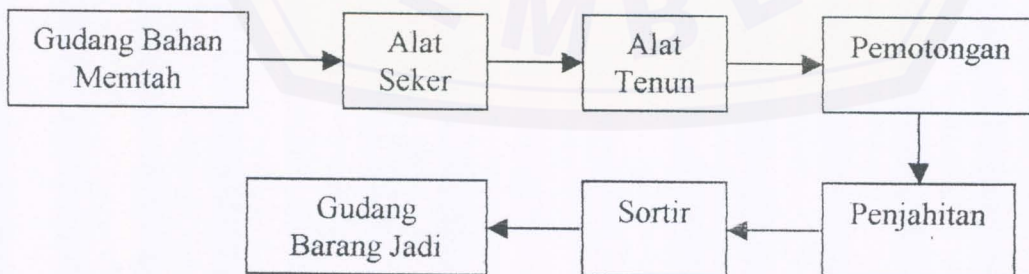 Gudang Bahan
Memtah
Alat
Seker
Alat
Tenun
Pemotongan
Penjahitan
Sortir
Gudang
Barang Jadi